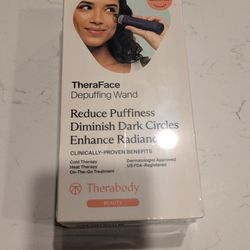 TheraFace
Depuffing Wand
Reduce Puffiness
Diminish Dark Circles
Enhance Radiance
CLINICALLY-PROVEN BENEFITS
Cold Therapy
Heat Therapy
On-The-Go Treatment
Dermatologist Approved
US FDA-Registered
Therabody
BEAUTY